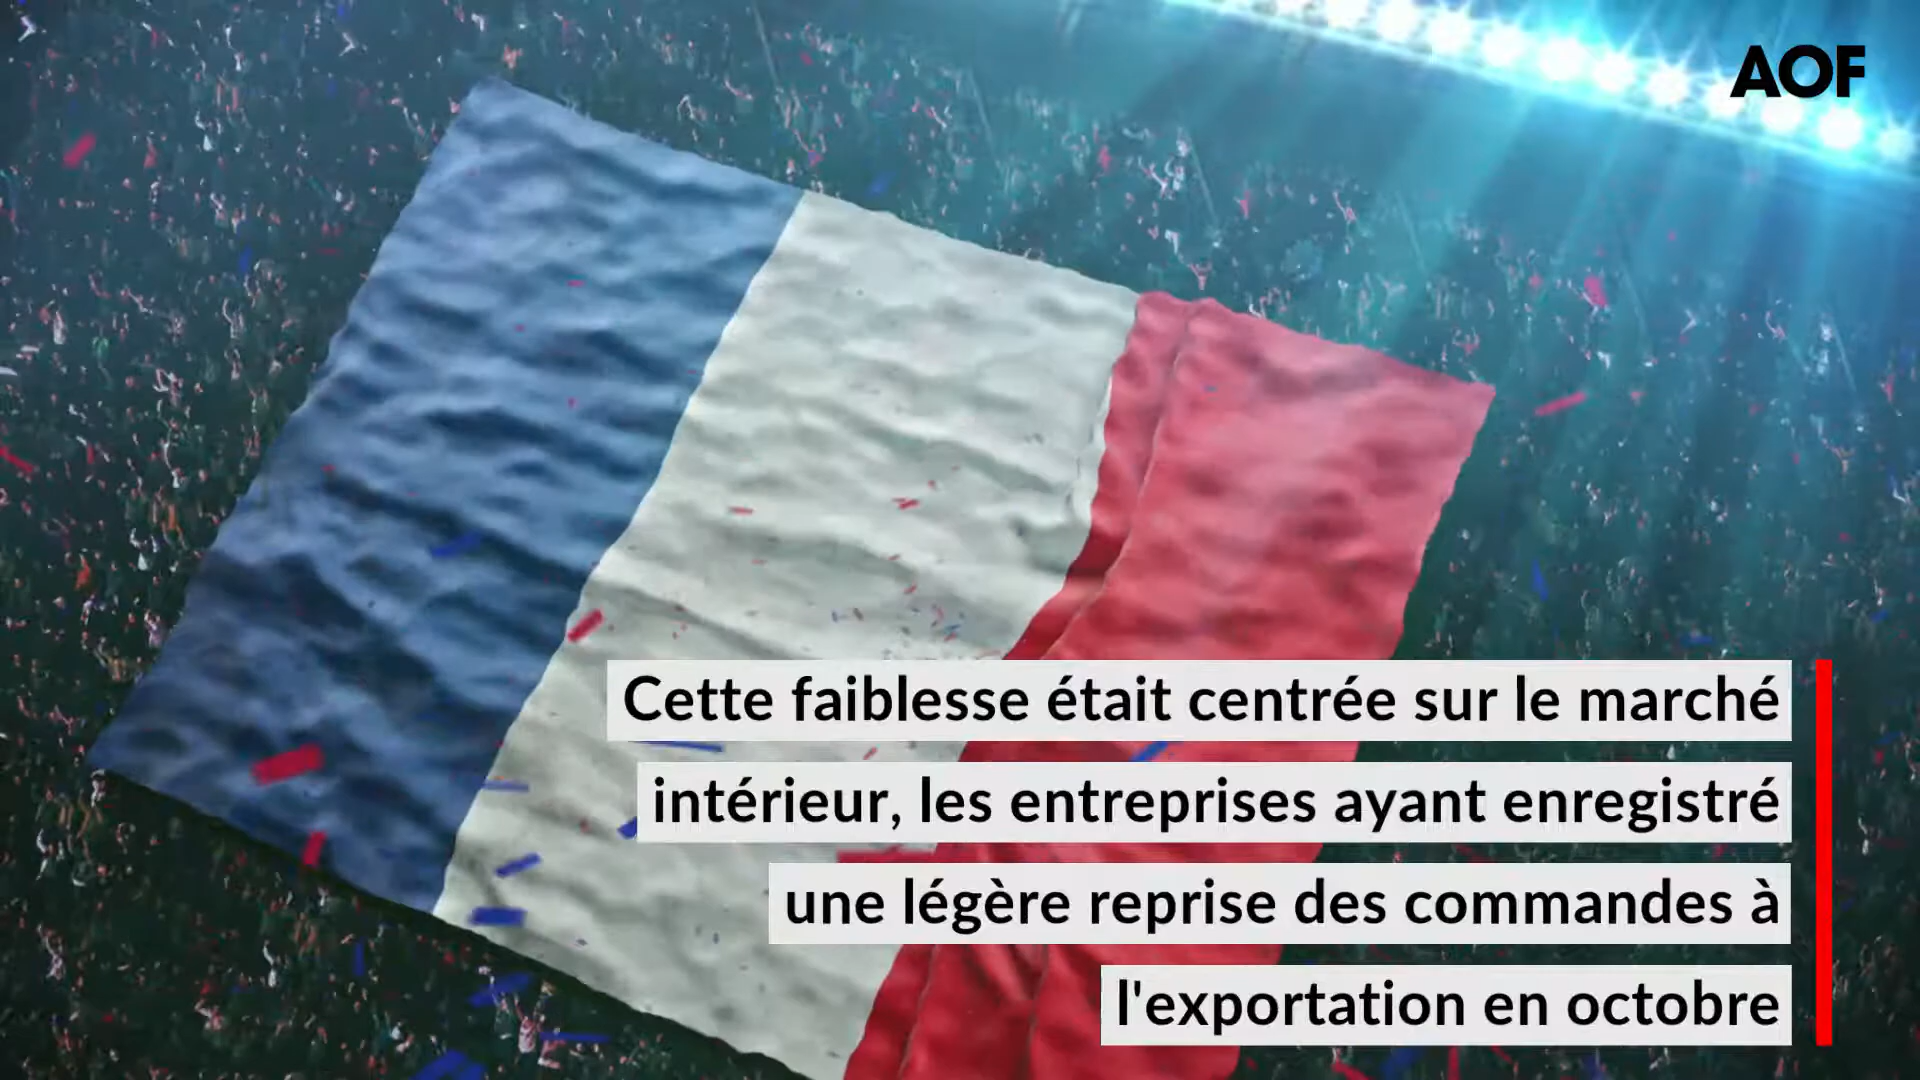 AOF
Cette faiblesse était centrée sur le marché
intérieur, les entreprises ayant enregistré
une légère reprise des commandes à
l'exportation en octobre